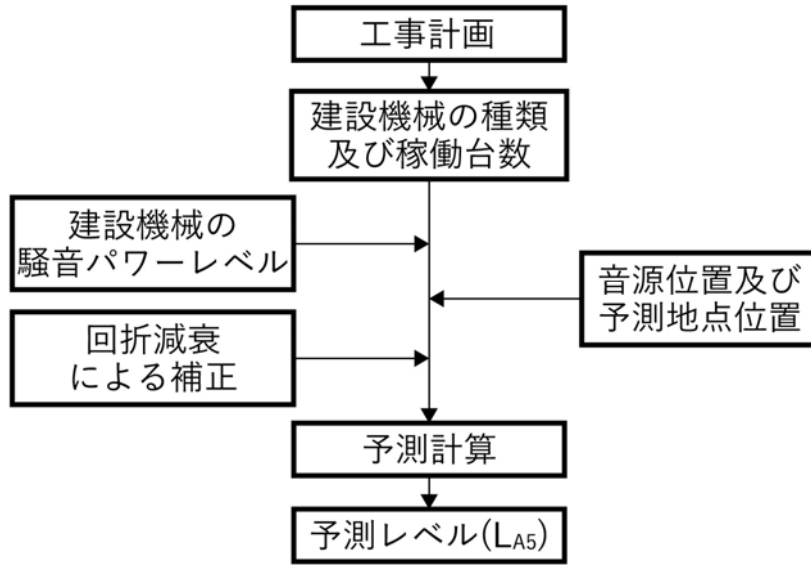 工事計画
建設機械の種類
及び稼働台数
建設機械の
騒音パワーレベル
音源位置及び
予測地点位置
回折減衰
による補正
予測計算
予測レベル(LA5)